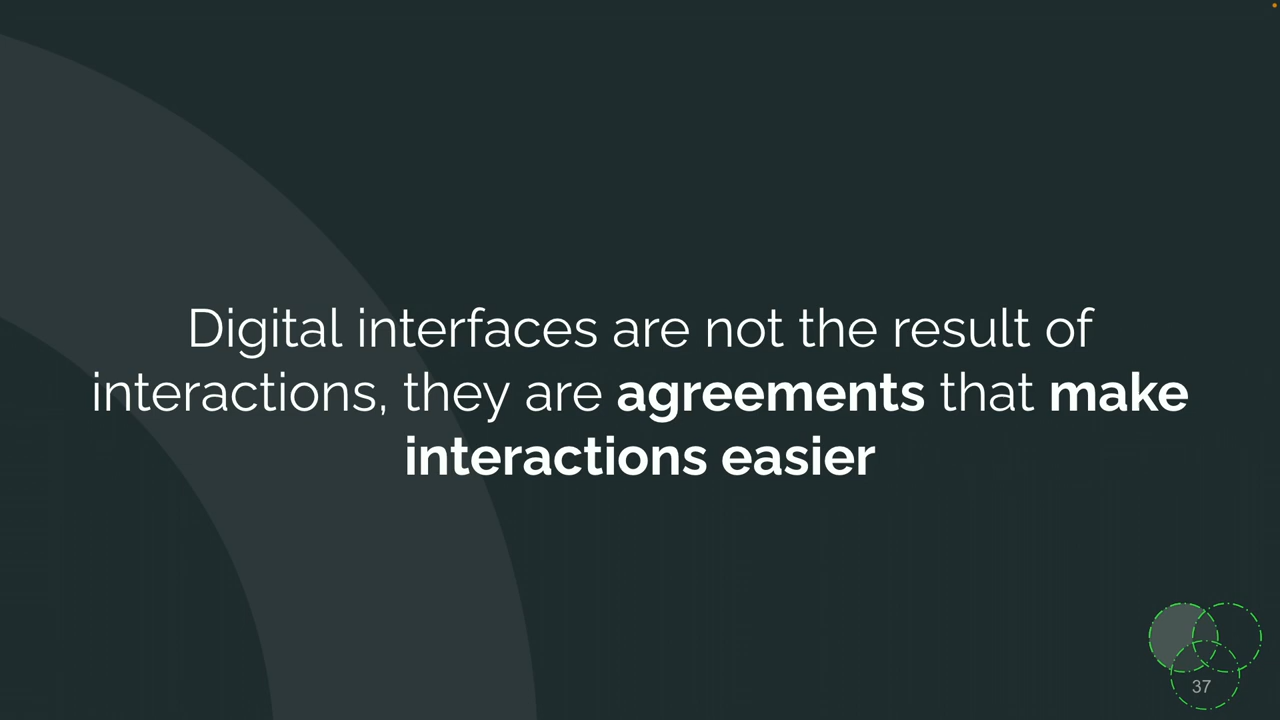 Digital interfaces are not the result of
interactions, they are agreements that make
interactions easier
37